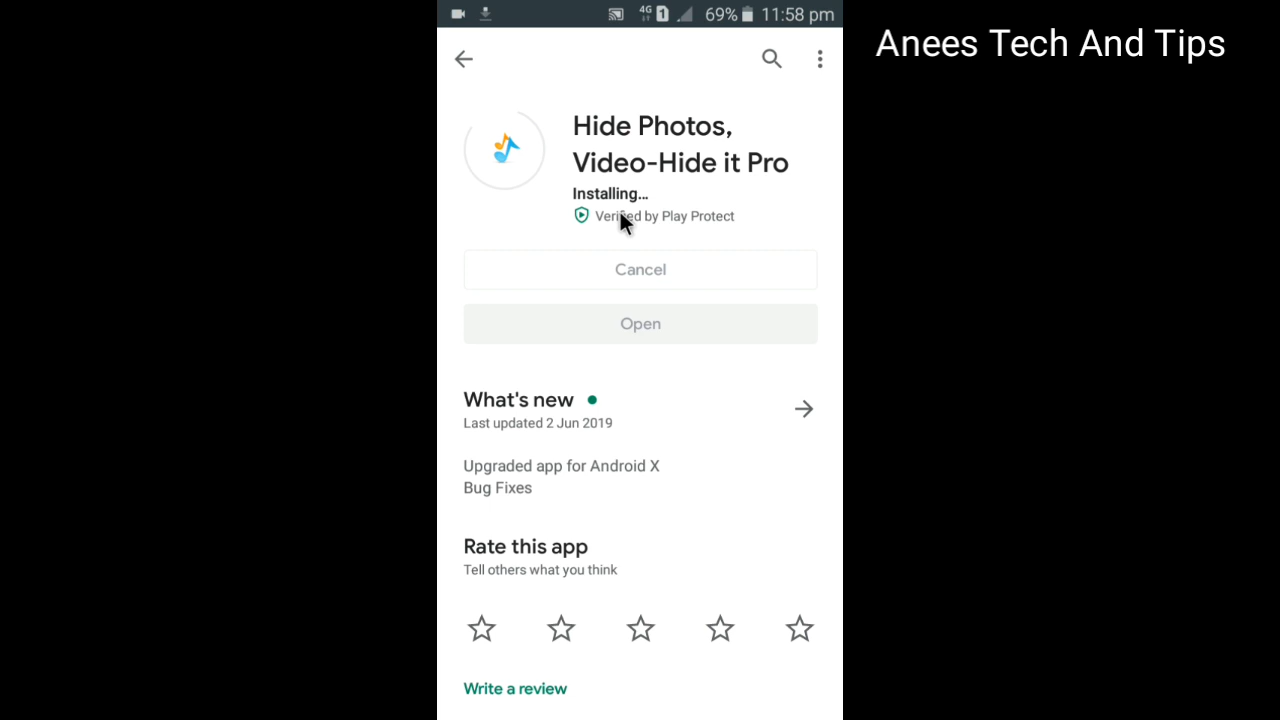 4G 1 69% 11:58 pm
Anees Tech And Tips
Hide Photos,
Video-Hide it Pro
Installing...
Verified by Play Protect
Cancel
Open
What's new
Last updated 2 Jun 2019
Upgraded app for Android X
Bug Fixes
Rate this app
Tell others what you think
Write a review